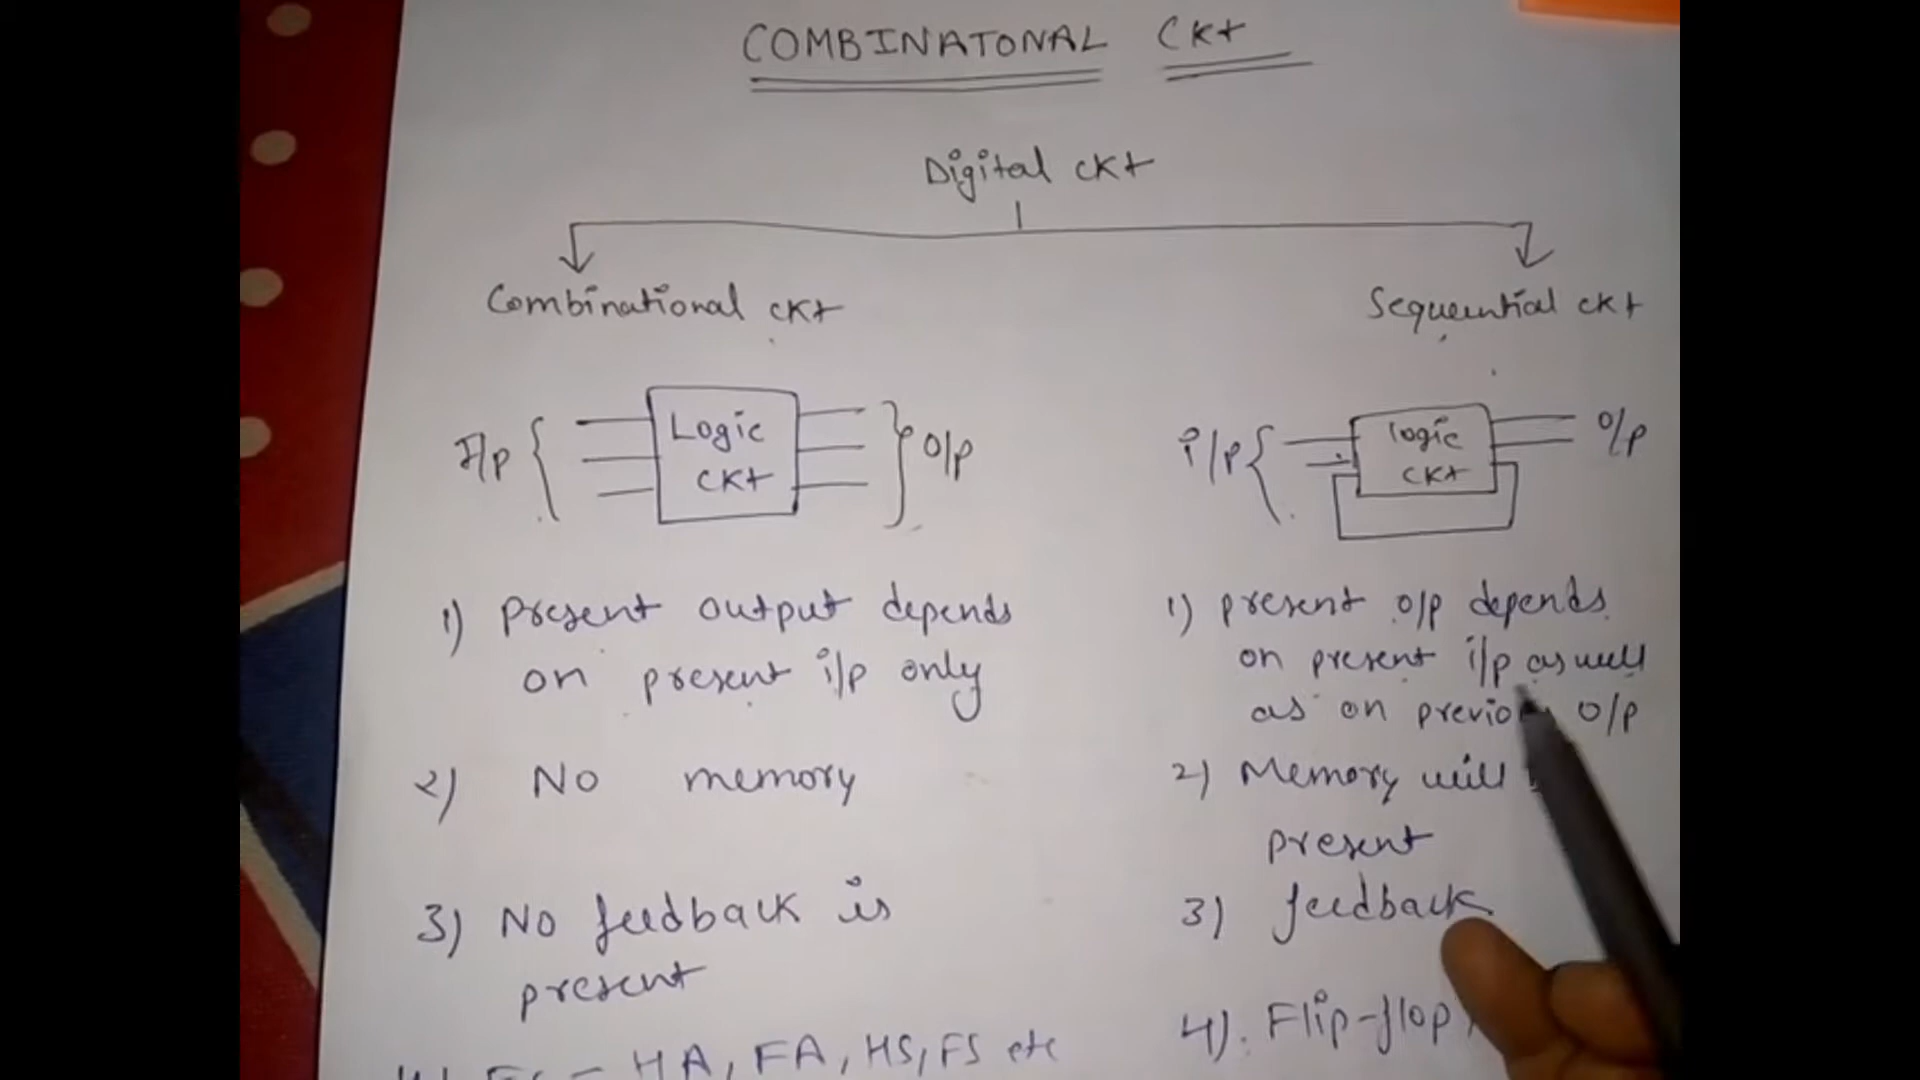 COMBINATONAL CKt
Digital CKt
Combinational CKt
Sequential CKt
I/p
Logic
CKt
O/p
i/p
logic
CKt
O/p
1) Present output depends
on present i/p only
2) No memory
3) No feedback is
present
4) Eg - HA, FA, HS, FS etc
1) present o/p depends
on present i/p as well
as on o/p
2) Memory will
present
3) feedback
4). Flip-flop